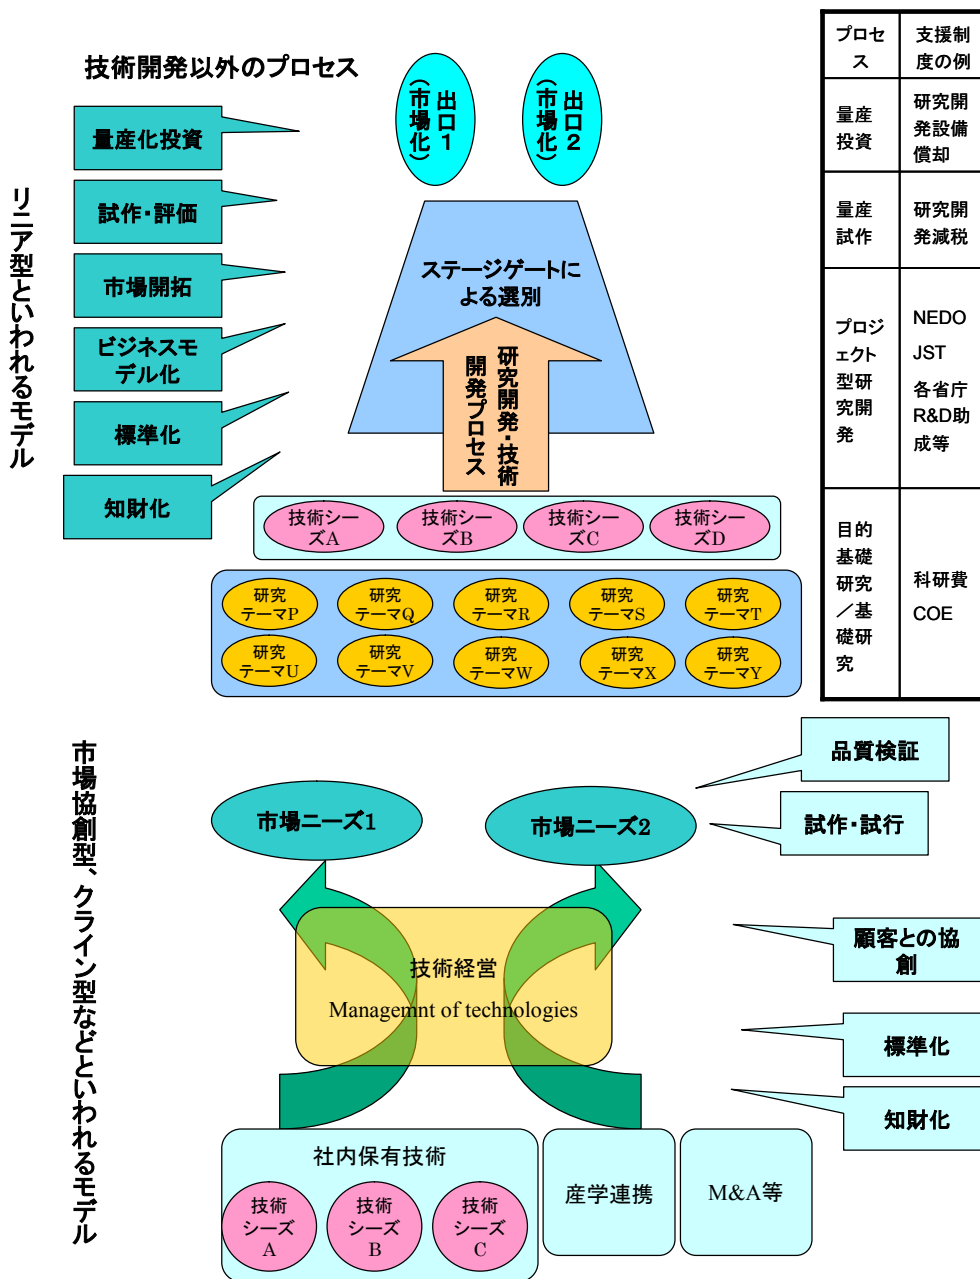 技術開発以外のプロセス
リニア型といわれるモデル
量産化投資
試作・評価
市場開拓
ビジネスモ
デル化
標準化
知財化
出口1
(市場化)
出口2
(市場化)
ステージゲートに
よる選別
研究開発・技術
開発プロセス
技術シー
ズA
技術シー
ズB
技術シー
ズC
技術シー
ズD
研究
テーマP
研究
テーマQ
研究
テーマR
研究
テーマS
研究
テーマT
研究
テーマU
研究
テーマV
研究
テーマW
研究
テーマX
研究
テーマY
プロセ
ス
支援制
度の例
量産
投資
研究開
発設備
償却
量産
試作
研究開
発減税
プロジ
ェクト
型研
究開
発
NEDO
JST
各省庁
R&D助
成等
目的
基礎
研究
/基
礎研
究
科研費
COE
市場協創型、クライン型などといわれるモデル
市場ニーズ1
市場ニーズ2
品質検証
試作・試行
顧客との協
創
標準化
知財化
技術経営
Managemnt of technologies
社内保有技術
技術
シーズ
A
技術
シーズ
B
技術
シーズ
C
産学連携
M&A等